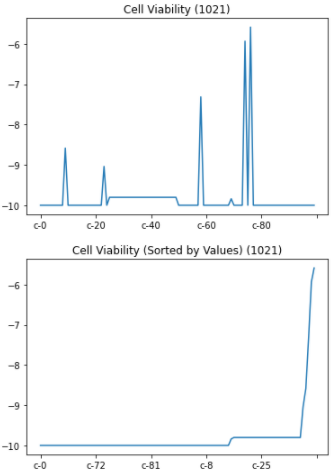 Cell Viability (1021)
−6
−7
−8
−9
−10
c-0 c-20 c-40 c-60 c-80
Cell Viability (Sorted by Values) (1021)
−6
−7
−8
−9
−10
c-0 c-72 c-81 c-8 c-25